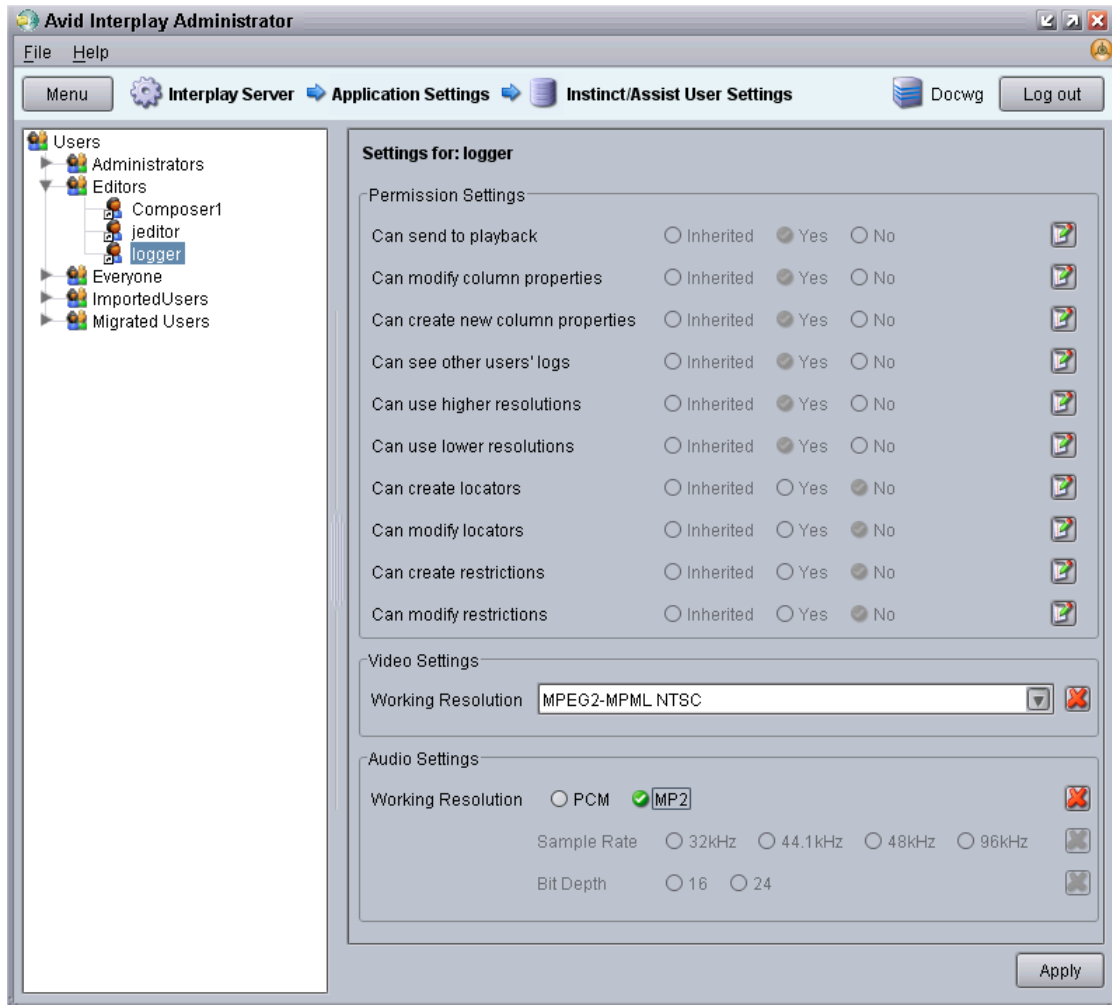 Avid Interplay Administrator
File Help
Menu Interplay Server Application Settings Instinct/Assist User Settings Docwg Log out
Users
Administrators
Editors
Composer1
jeditor
logger
Everyone
ImportedUsers
Migrated Users
Settings for: logger
Permission Settings
Can send to playback Inherited Yes No
Can modify column properties Inherited Yes No
Can create new column properties Inherited Yes No
Can see other users' logs Inherited Yes No
Can use higher resolutions Inherited Yes No
Can use lower resolutions Inherited Yes No
Can create locators Inherited Yes No
Can modify locators Inherited Yes No
Can create restrictions Inherited Yes No
Can modify restrictions Inherited Yes No
Video Settings
Working Resolution MPEG2-MPML NTSC
Audio Settings
Working Resolution PCM MP2
Sample Rate 32kHz 44.1kHz 48kHz 96kHz
Bit Depth 16 24
Apply